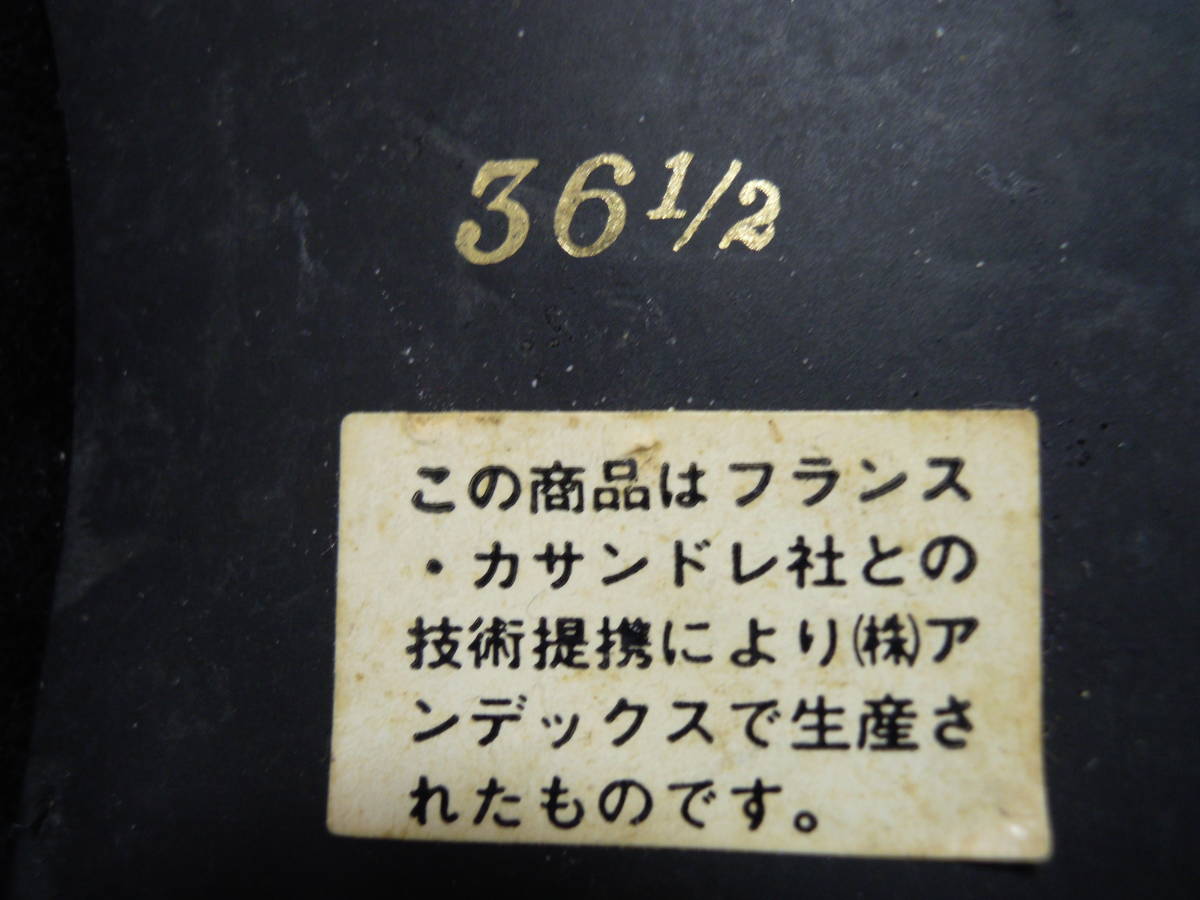 36 1/2
この商品はフランス
・カサンドレ社との
技術提携により㈱ア
ンデックスで生産さ
れたものです。